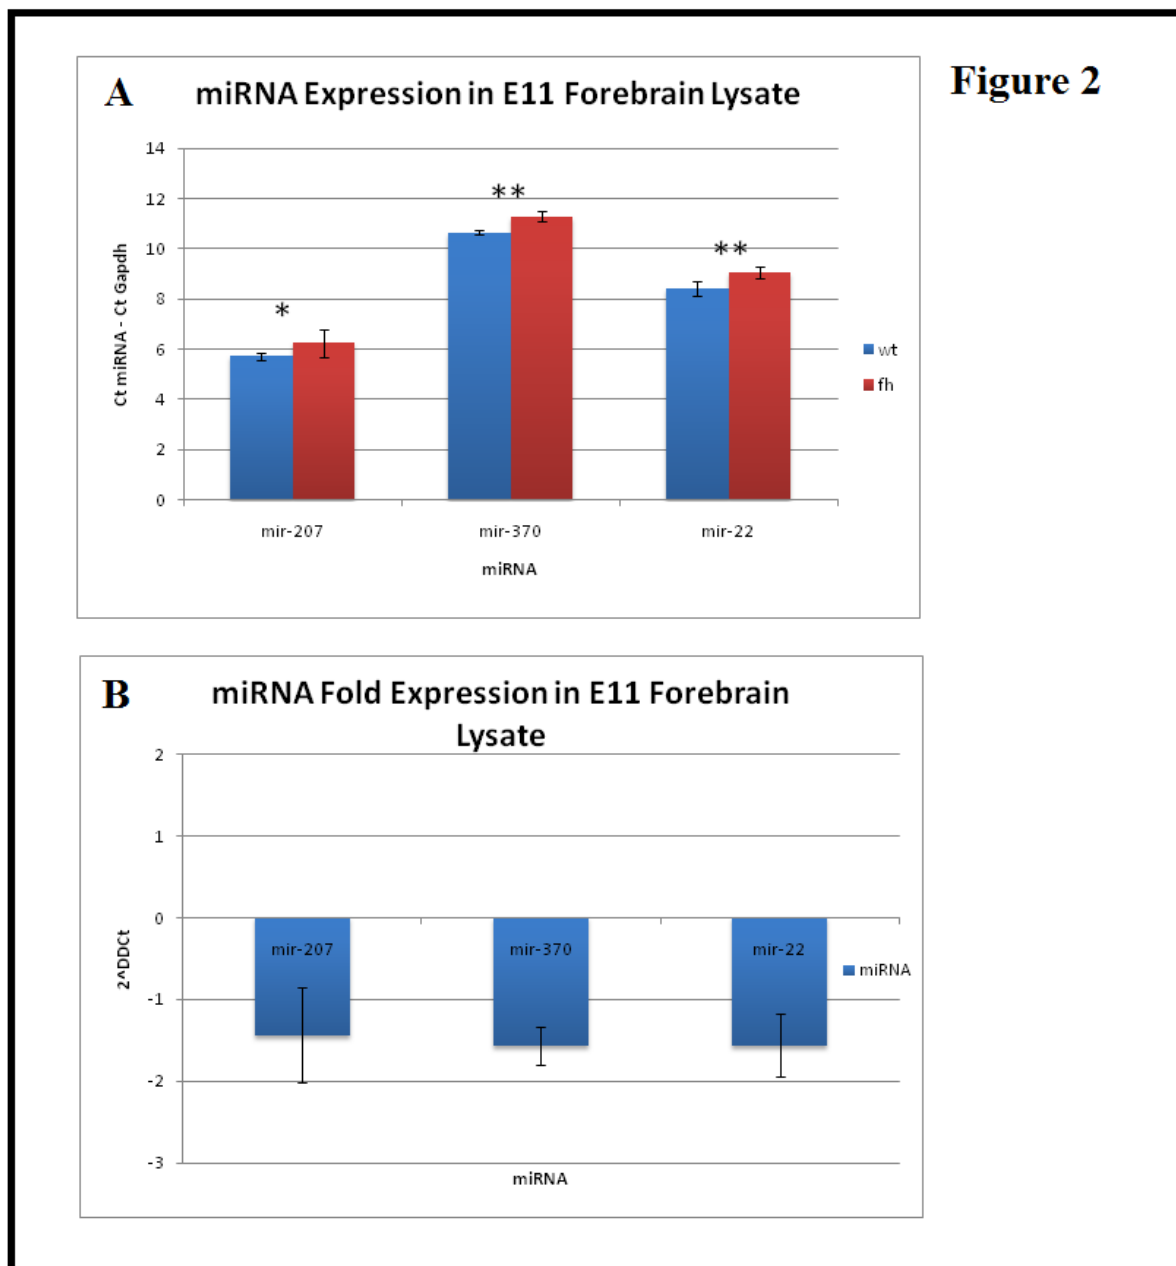 Figure 2
A
miRNA Expression in E11 Forebrain Lysate
Ct miRNA - Ct Gapdh
14
12
10
8
6
4
2
0
*
**
**
mir-207 mir-370 mir-22
miRNA
wt
fh
B
miRNA Fold Expression in E11 Forebrain
Lysate
2^DDCt
2
1
0
-1
-2
-3
mir-207 mir-370 mir-22
miRNA
miRNA